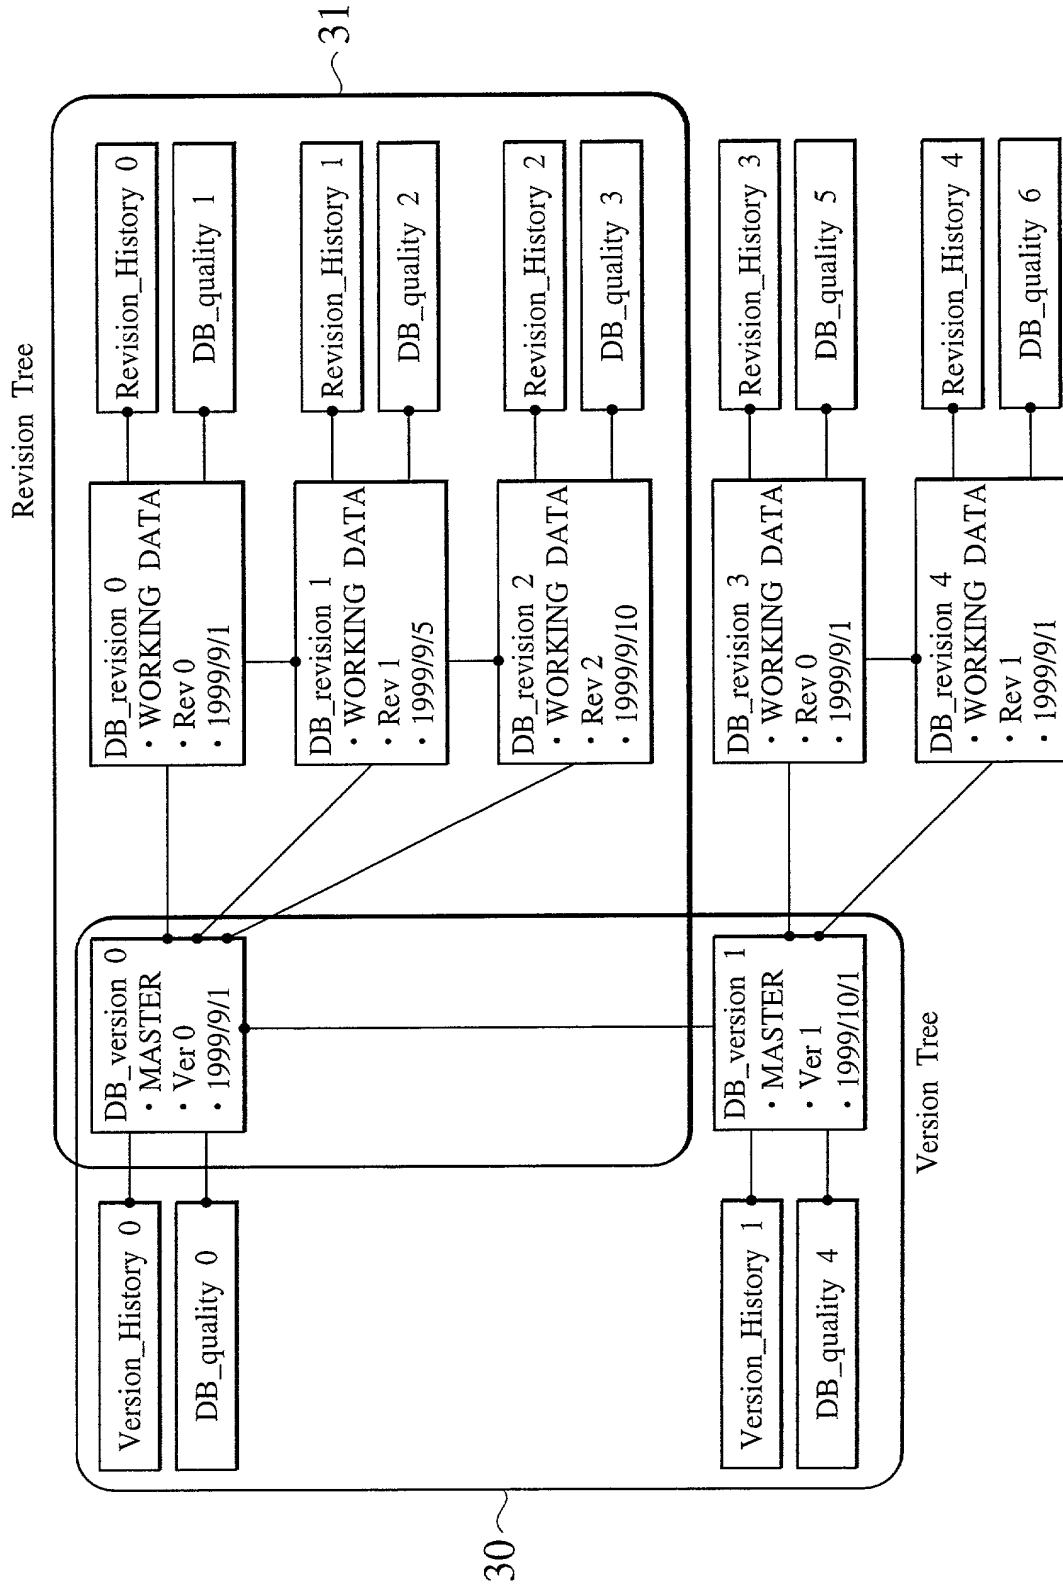 Revision Tree
31
Version_History 0
DB_quality 0
DB_version 0
• MASTER
• Ver 0
• 1999/9/1
DB_revision 0
• WORKING DATA
• Rev 0
• 1999/9/1
Revision_History 0
DB_quality 1
DB_revision 1
• WORKING DATA
• Rev 1
• 1999/9/5
Revision_History 1
DB_quality 2
DB_revision 2
• WORKING DATA
• Rev 2
• 1999/9/10
Revision_History 2
DB_quality 3
30
Version_History 1
DB_quality 4
DB_version 1
• MASTER
• Ver 1
• 1999/10/1
DB_revision 3
• WORKING DATA
• Rev 0
• 1999/9/1
Revision_History 3
DB_quality 5
DB_revision 4
• WORKING DATA
• Rev 1
• 1999/9/1
Revision_History 4
DB_quality 6
Version Tree